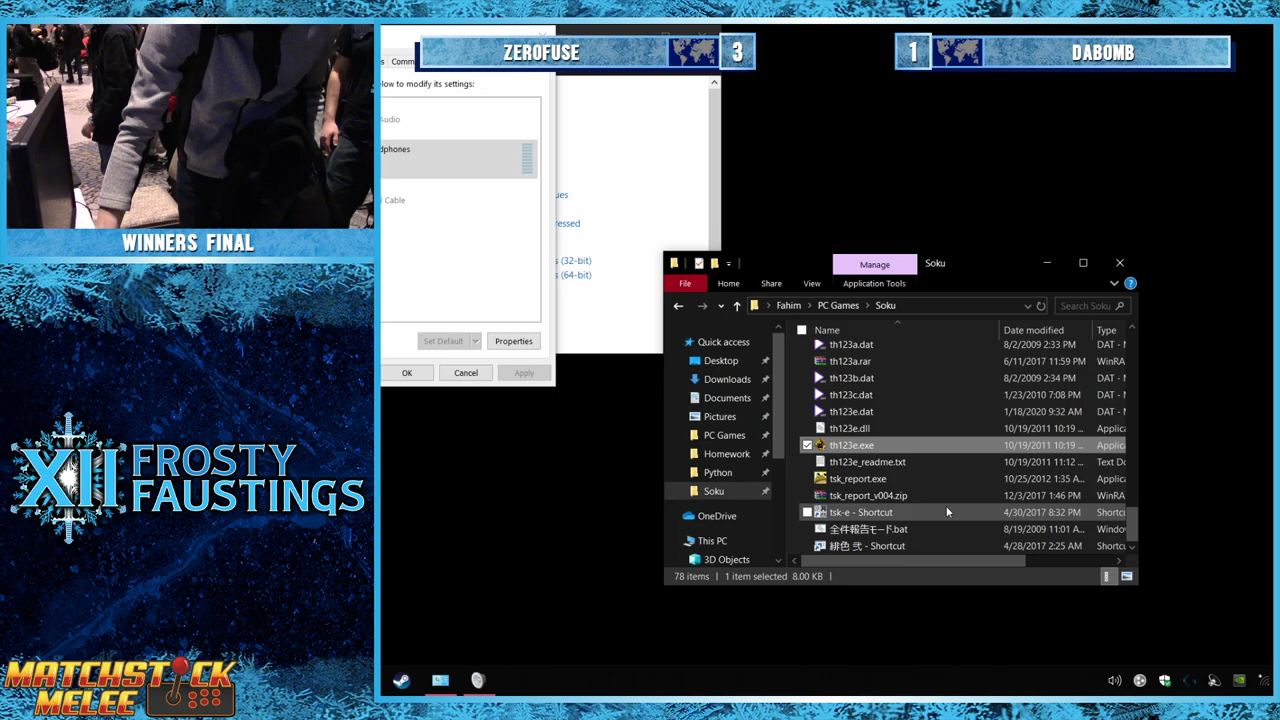 ZEROFUSE 3
1 DABOMB
WINNERS FINAL
XII FROSTY
FAUSTINGS
MATCHSTICK
MELEE
Comm
elow to modify its settings:
Audio
dphones
l Cable
Set Default
Properties
OK Cancel Apply
ues
ressed
s (32-bit)
s (64-bit)
Manage Soku
File Home Share View Application Tools
Fahim PC Games Soku
Search Soku
Quick access
Desktop
Downloads
Documents
Pictures
PC Games
Homework
Python
Soku
OneDrive
This PC
3D Objects
Name Date modified Type
th123a.dat 8/2/2009 2:33 PM DAT - M
th123a.rar 6/11/2017 11:59 PM WinRA
th123b.dat 8/2/2009 2:34 PM DAT - M
th123c.dat 1/23/2010 7:08 PM DAT - M
th123e.dat 1/18/2020 9:32 AM DAT - M
th123e.dll 10/19/2011 10:19 ... Applic
th123e.exe 10/19/2011 10:19 ... Applic
th123e_readme.txt 10/19/2011 11:12 ... Text Do
tsk_report.exe 10/25/2012 1:35 A... Applic
tsk_report_v004.zip 12/3/2017 1:46 PM WinRA
tsk-e - Shortcut 4/30/2017 8:32 PM Shortcu
全件報告モード.bat 8/19/2009 11:01 A... Windo
緋色 弐 - Shortcut 4/28/2017 2:25 AM Shortcu
78 items 1 item selected 8.00 KB